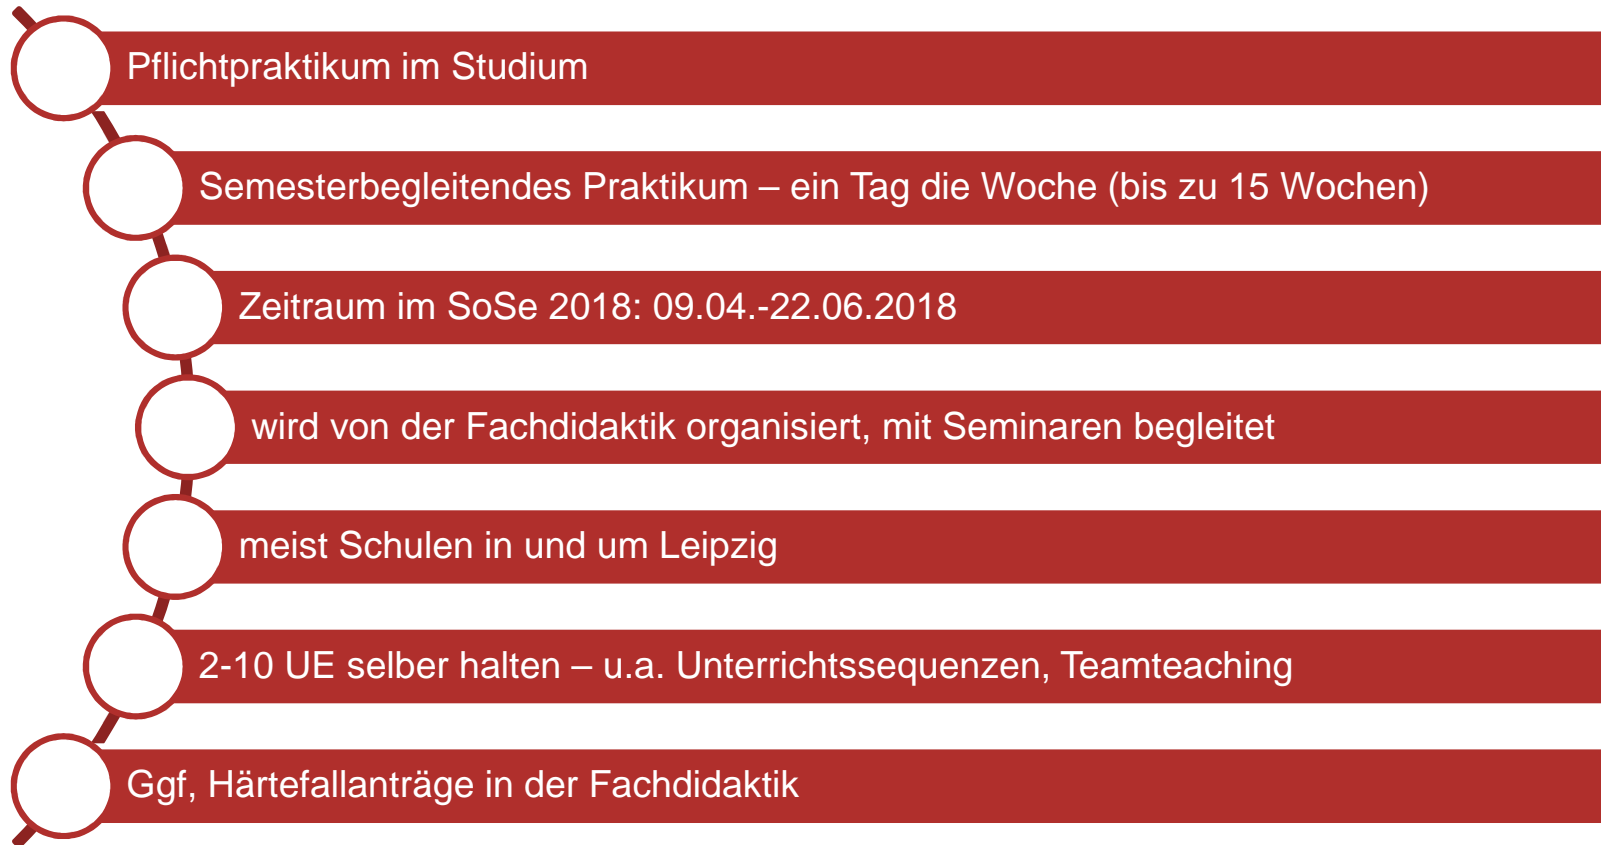 Pflichtpraktikum im Studium
Semesterbegleitendes Praktikum – ein Tag die Woche (bis zu 15 Wochen)
Zeitraum im SoSe 2018: 09.04.-22.06.2018
wird von der Fachdidaktik organisiert, mit Seminaren begleitet
meist Schulen in und um Leipzig
2-10 UE selber halten – u.a. Unterrichtssequenzen, Teamteaching
Ggf, Härtefallanträge in der Fachdidaktik